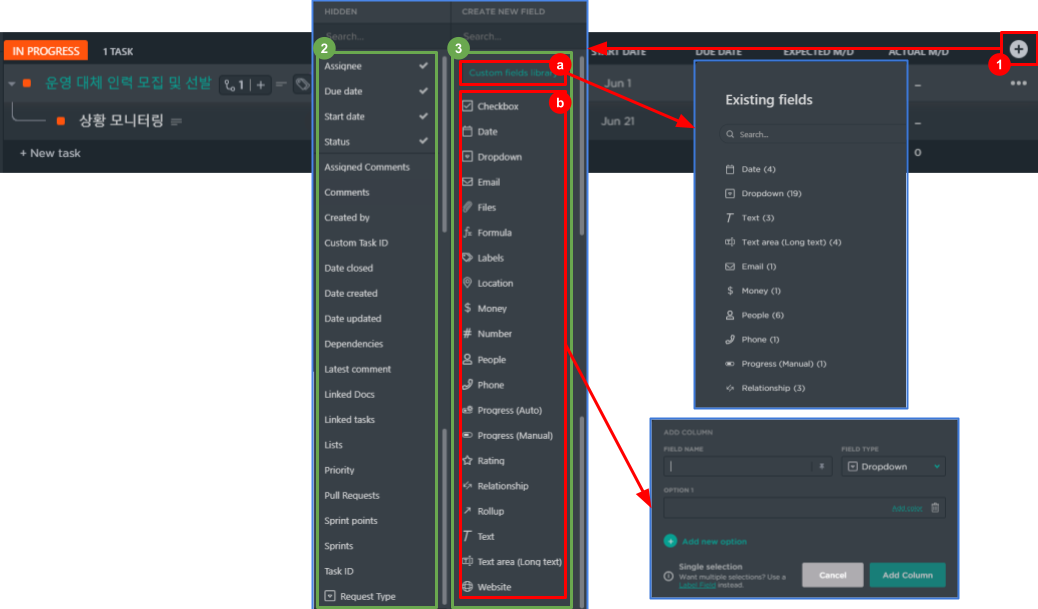 HIDDEN
CREATE NEW FIELD
Search...
Search...
IN PROGRESS
1 TASK
START DATE
DUE DATE
EXPECTED M/D
ACTUAL M/D
1
2
3
a
b
운영 대체 인력 모집 및 선발
1
+
Jun 1
–
상황 모니터링
Jun 21
–
+ New task
0
Assignee
Due date
Start date
Status
Assigned Comments
Comments
Created by
Custom Task ID
Date closed
Date created
Date updated
Dependencies
Latest comment
Linked Docs
Linked tasks
Lists
Priority
Pull Requests
Sprint points
Sprints
Task ID
Request Type
Custom fields library
Checkbox
Date
Dropdown
Email
Files
Formula
Labels
Location
Money
Number
People
Phone
Progress (Auto)
Progress (Manual)
Rating
Relationship
Rollup
Text
Text area (Long text)
Website
Existing fields
Search...
Date (4)
Dropdown (19)
Text (3)
Text area (Long text) (4)
Email (1)
Money (1)
People (6)
Phone (1)
Progress (Manual) (1)
Relationship (3)
ADD COLUMN
FIELD NAME
FIELD TYPE
Dropdown
OPTION 1
Add color
Add new option
Single selection
Want multiple selections? Use a
Label Field instead.
Cancel
Add Column